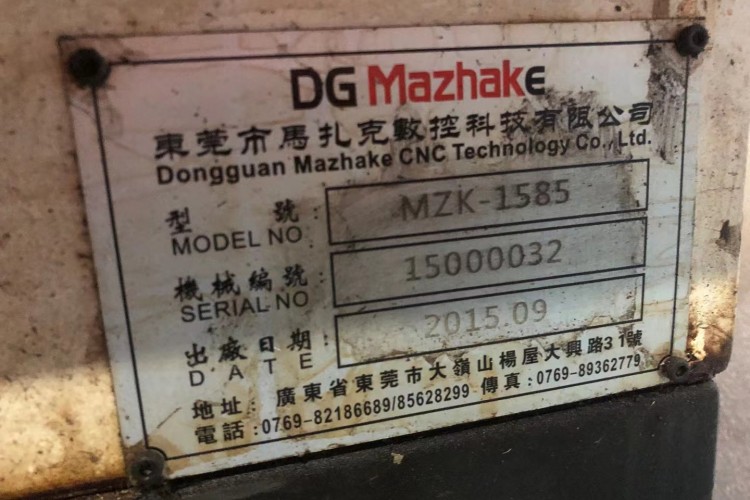 DG Mazhake
東莞市馬扎克數控科技有限公司
Dongguan Mazhake CNC Technology Co., Ltd.
型 號: MZK-1585
MODEL NO
機械編號: 15000032
SERIAL NO
出廠日期: 2015.09
DATE
地址: 廣東省東莞市大嶺山楊屋大興路31號
電話:0769-82186689/85628299 傳真:0769-89362779